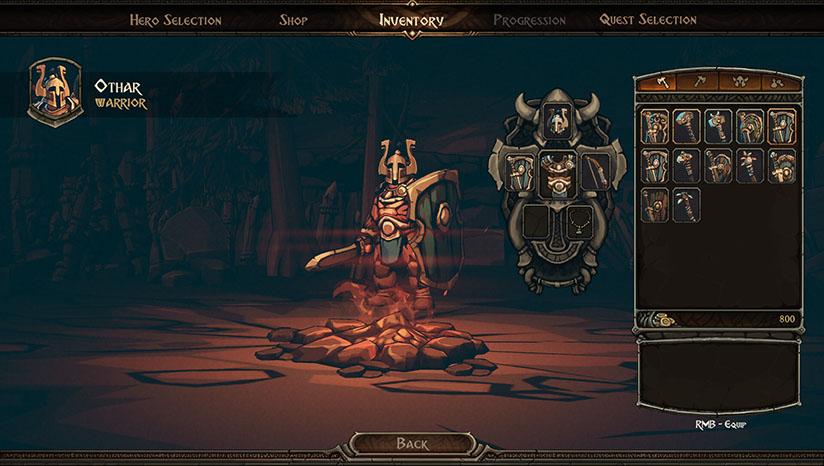 Hero Selection
Shop
Inventory
Progression
Quest Selection
Othar
Warrior
800
RMB - Equip
Back